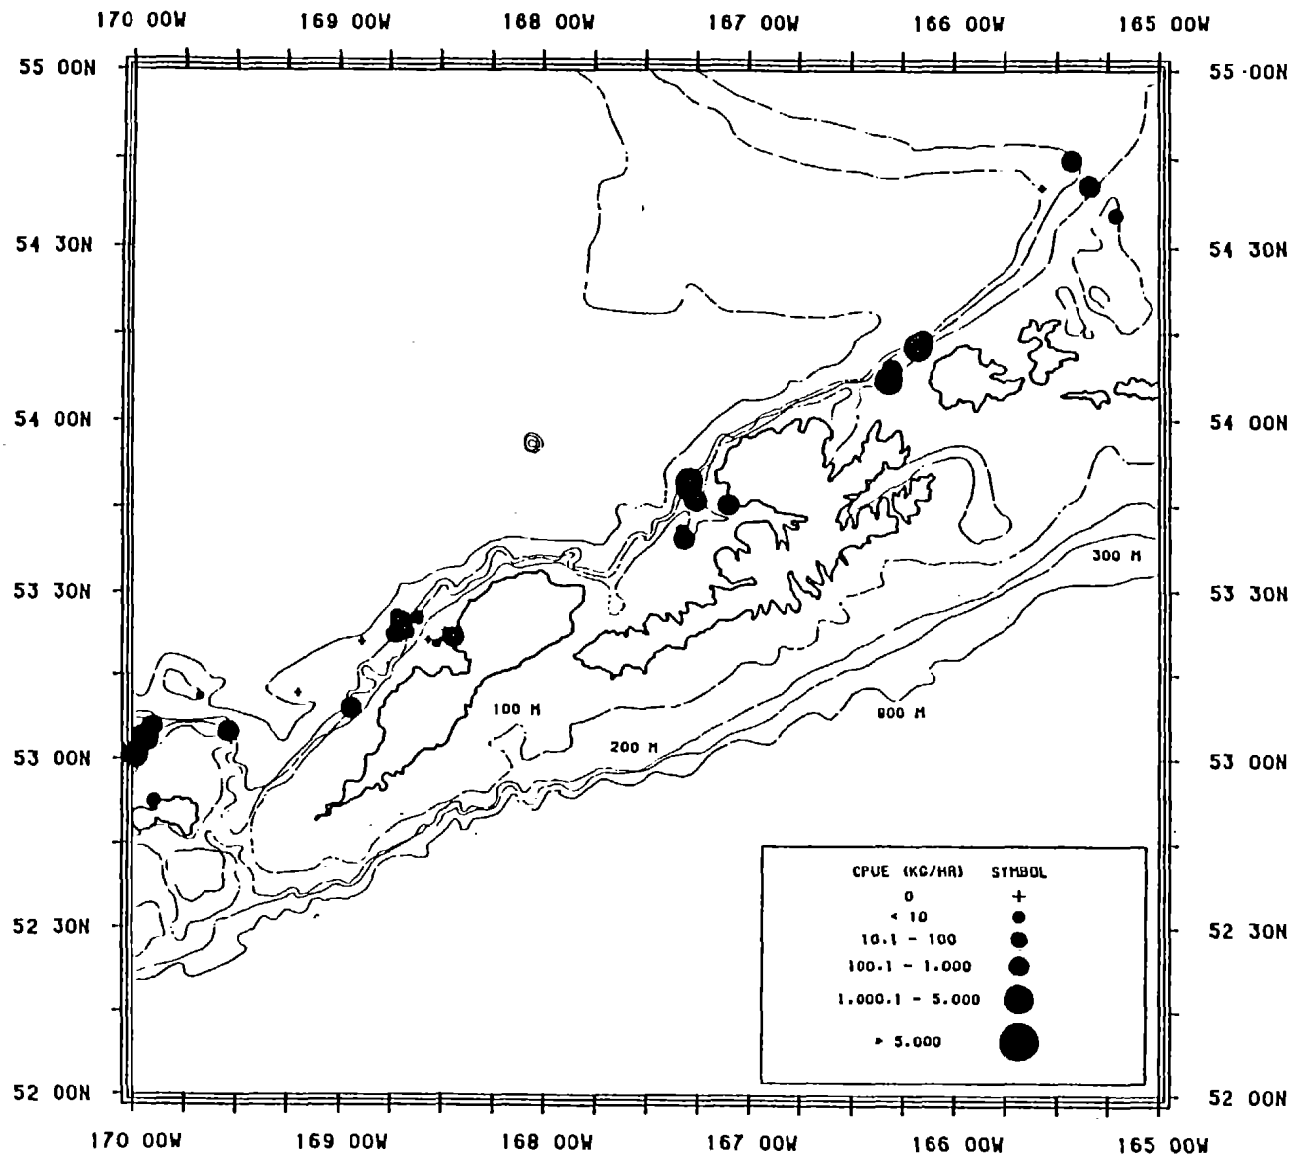 170 00W 169 00W 168 00W 167 00W 166 00W 165 00W
55 00N 55 00N
54 30N 54 30N
54 00N 54 00N
300 M
53 30N 53 30N
100 M 800 M
200 M
53 00N 53 00N
CPUE (KG/HR) SYMBOL
0 +
< 10
52 30N 52 30N
10.1 - 100
100.1 - 1.000
1.000.1 - 5.000
> 5.000
52 00N 52 00N
170 00W 169 00W 168 00W 167 00W 166 00W 165 00W